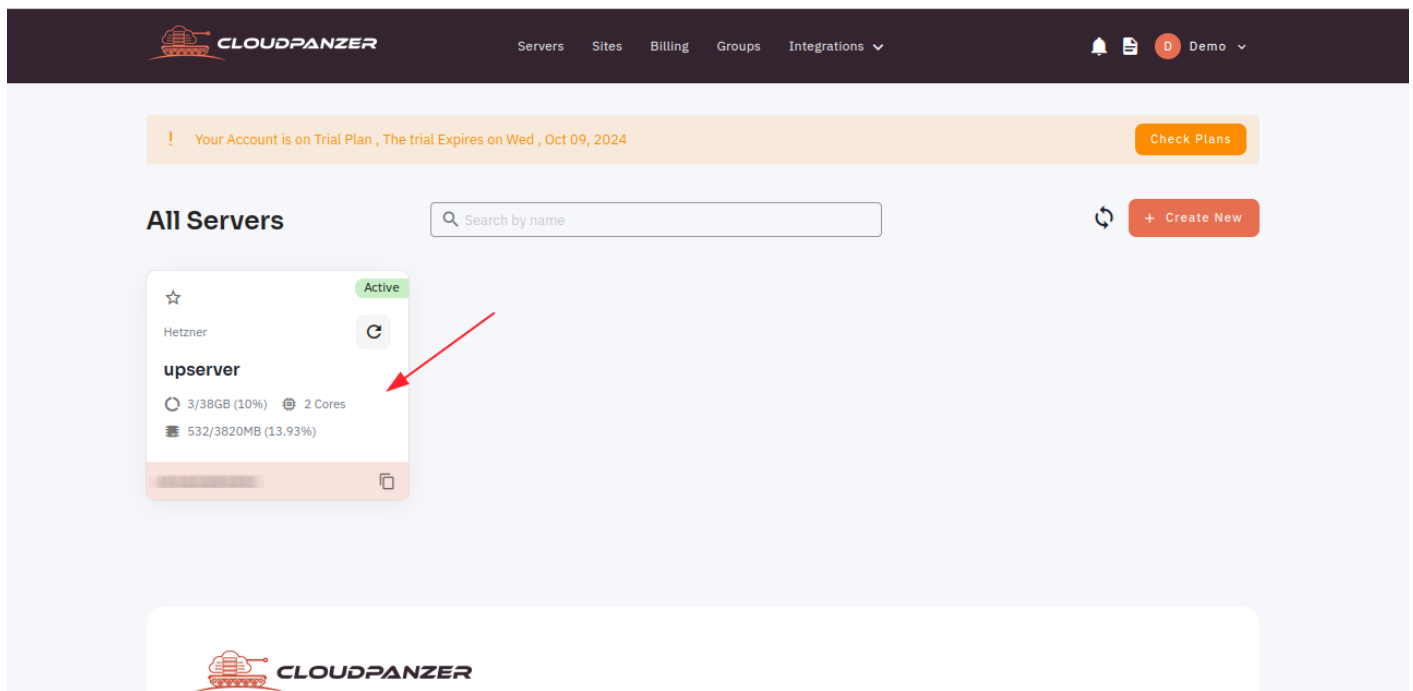 CLOUDPANZER
Servers Sites Billing Groups Integrations
D Demo
! Your Account is on Trial Plan , The trial Expires on Wed , Oct 09, 2024
Check Plans
All Servers
Search by name
+ Create New
Active
Hetzner
upserver
3/38GB (10%) 2 Cores
532/3820MB (13.93%)
CLOUDPANZER